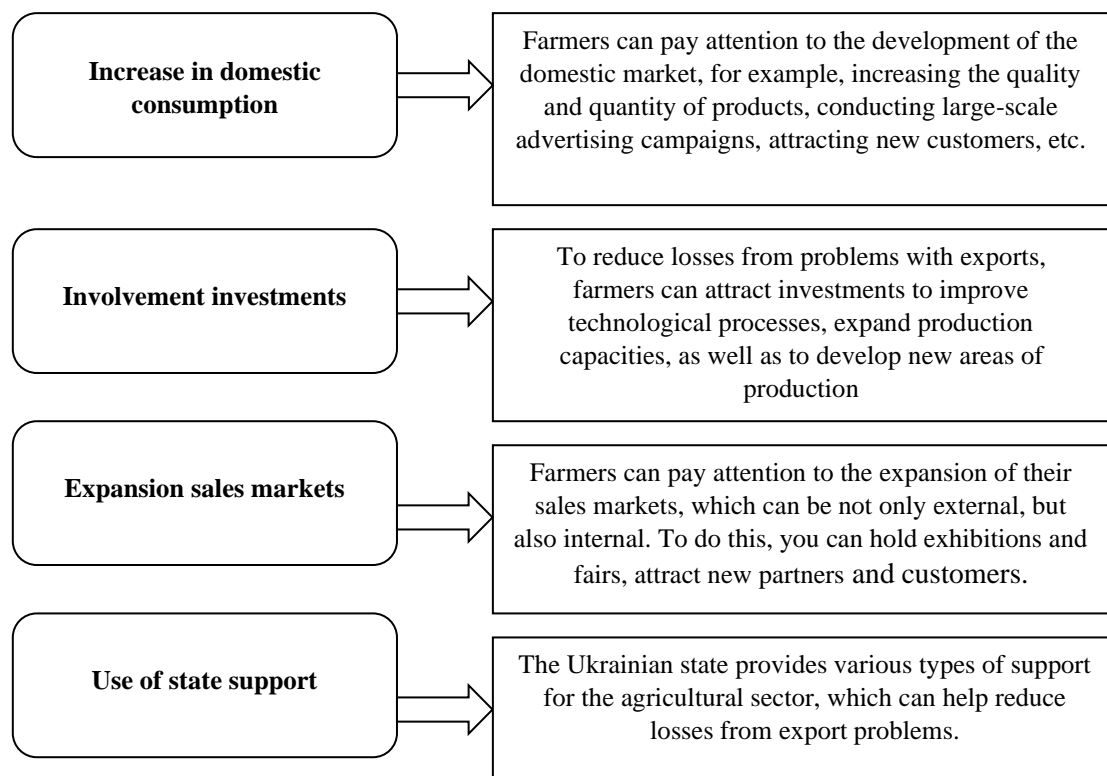 Increase in domestic
consumption
Farmers can pay attention to the development of the
domestic market, for example, increasing the quality
and quantity of products, conducting large-scale
advertising campaigns, attracting new customers, etc.
Involvement investments
To reduce losses from problems with exports,
farmers can attract investments to improve
technological processes, expand production
capacities, as well as to develop new areas of
production
Expansion sales markets
Farmers can pay attention to the expansion of their
sales markets, which can be not only external, but
also internal. To do this, you can hold exhibitions and
fairs, attract new partners and customers.
Use of state support
The Ukrainian state provides various types of support
for the agricultural sector, which can help reduce
losses from export problems.